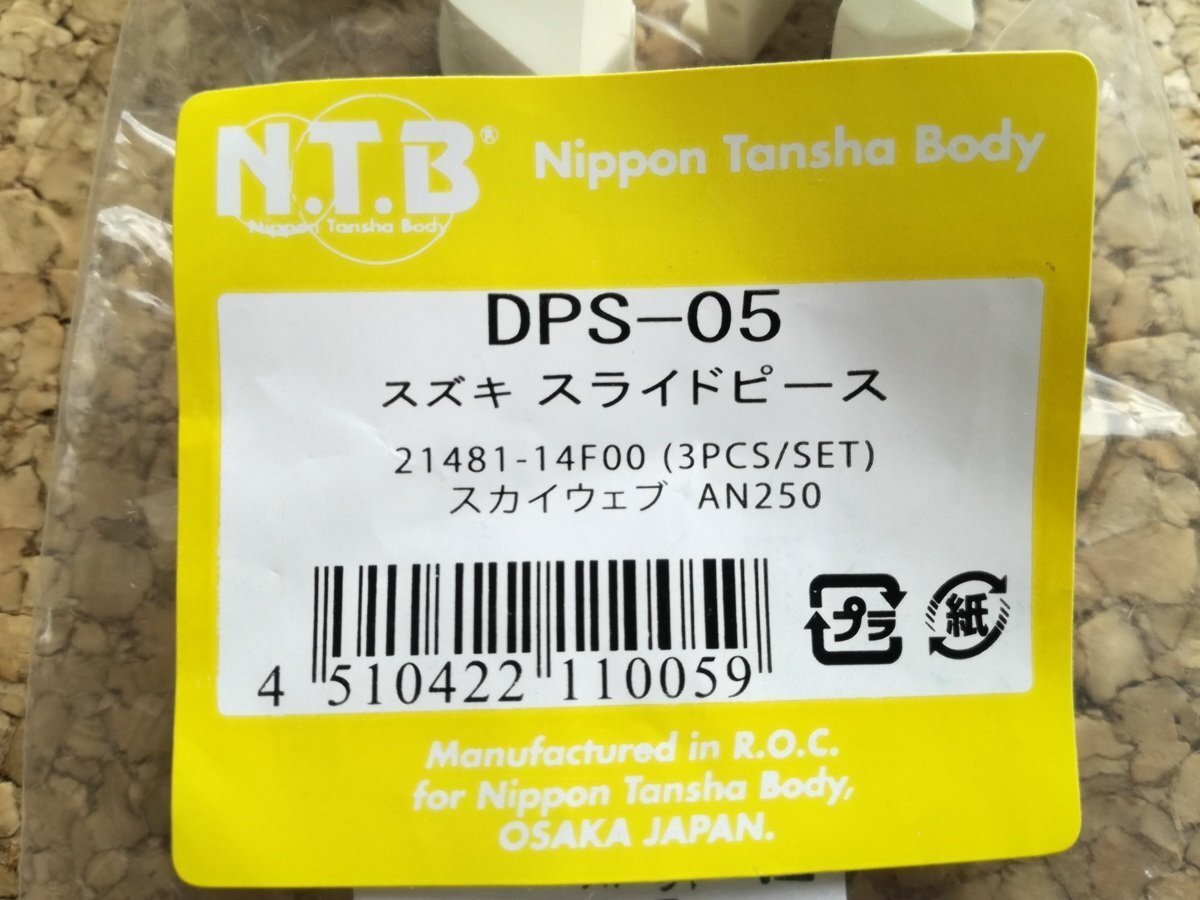 N.T.B®
Nippon Tansha Body
Nippon Tansha Body
DPS-05
スズキ スライドピース
21481-14F00 (3PCS/SET)
スカイウェブ AN250
4 510422 110059
プラ
紙
Manufactured in R.O.C.
for Nippon Tansha Body,
OSAKA JAPAN.